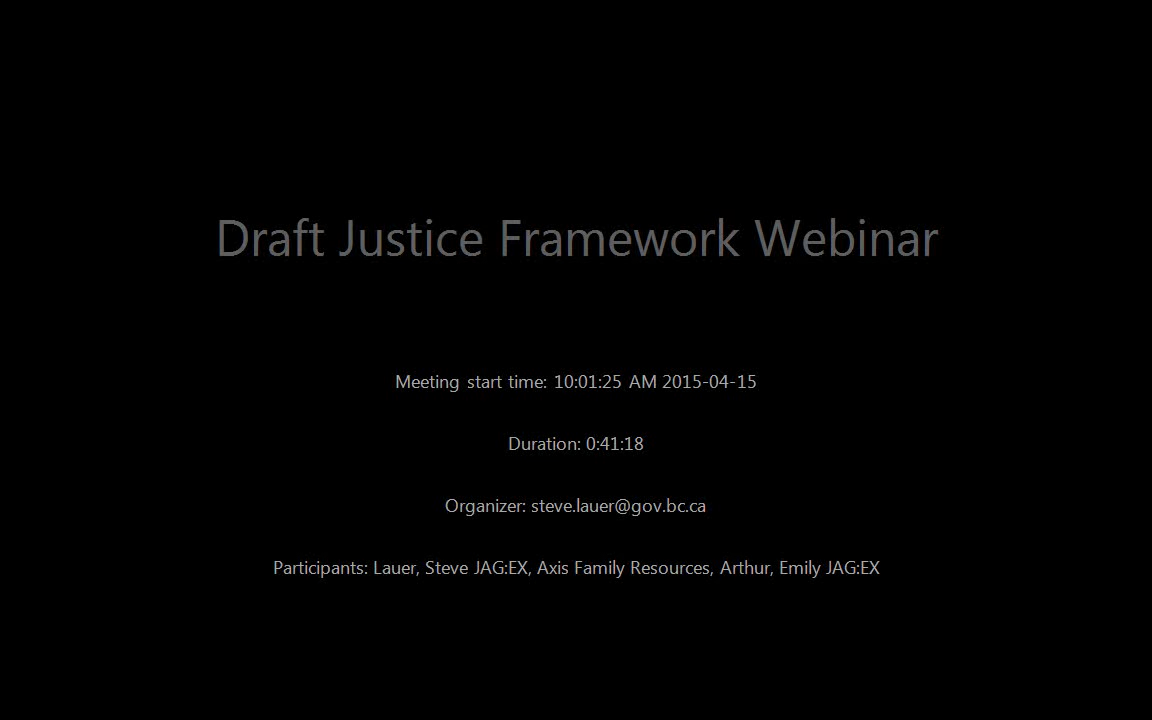 Draft Justice Framework Webinar
Meeting start time: 10:01:25 AM 2015-04-15
Duration: 0:41:18
Organizer: steve.lauer@gov.bc.ca
Participants: Lauer, Steve JAG:EX, Axis Family Resources, Arthur, Emily JAG:EX